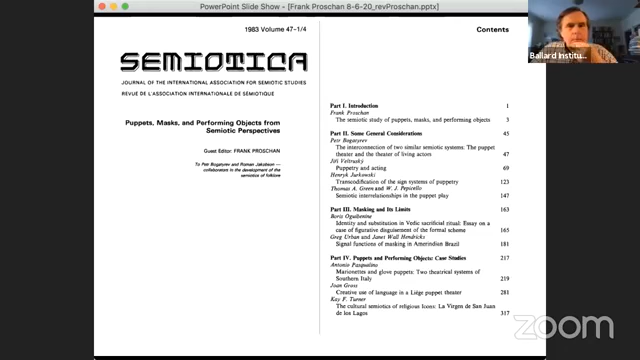 PowerPoint Slide Show - [Frank Proschan 8-6-20_revProschan.pptx]
Ballard Institu...
1983 Volume 47-1/4
SEMIOTICA
JOURNAL OF THE INTERNATIONAL ASSOCIATION FOR SEMIOTIC STUDIES
REVUE DE L'ASSOCIATION INTERNATIONALE DE SÉMIOTIQUE
Puppets, Masks, and Performing Objects from
Semiotic Perspectives
Guest Editor: FRANK PROSCHAN
To Petr Bogatyrev and Roman Jakobson —
collaborators in the development of the
semiotics of folklore
Contents
Part I. Introduction 1
Frank Proschan
The semiotic study of puppets, masks, and performing objects 3
Part II. Some General Considerations 45
Petr Bogatyrev
The interconnection of two similar semiotic systems: The puppet
theater and the theater of living actors 47
Jiří Veltruský
Puppetry and acting 69
Henryk Jurkowski
Transcodification of the sign systems of puppetry 123
Thomas A. Green and W. J. Pepicello
Semiotic interrelationships in the puppet play 147
Part III. Masking and Its Limits 163
Boris Oguibenine
Identity and substitution in Vedic sacrificial ritual: Essay on a
case of figurative disguisement of the formal scheme 165
Greg Urban and Janet Wall Hendricks
Signal functions of masking in Amerindian Brazil 181
Part IV. Puppets and Performing Objects: Case Studies 217
Antonio Pasqualino
Marionettes and glove puppets: Two theatrical systems of
Southern Italy 219
Joan Gross
Creative use of language in a Liège puppet theater 281
Kay F. Turner
The cultural semiotics of religious icons: La Virgen de San Juan
de los Lagos 317
zoom